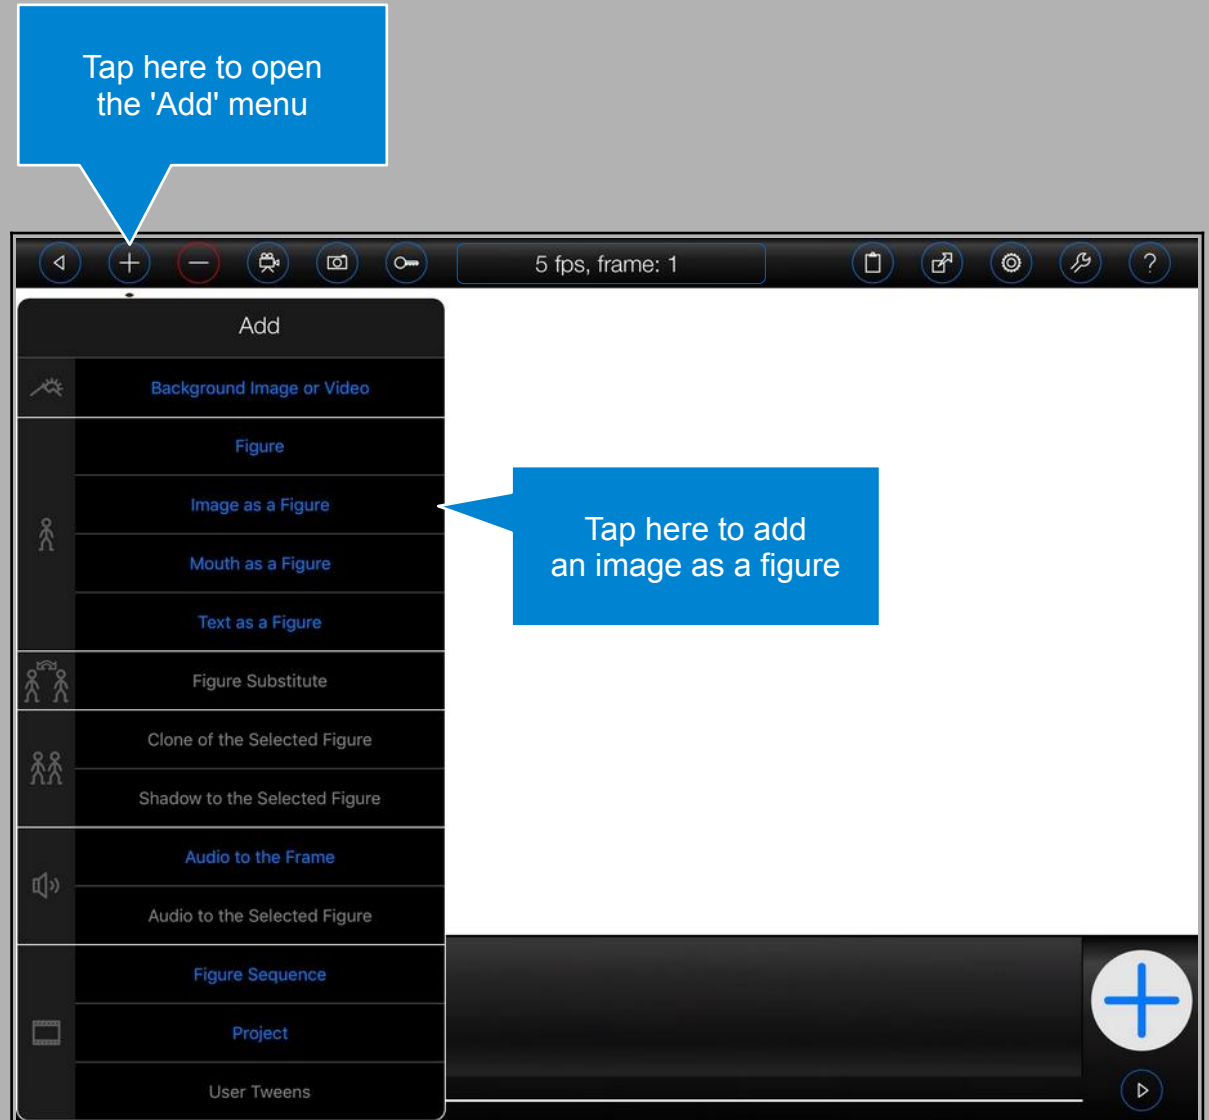 Tap here to open
the 'Add' menu
5 fps, frame: 1
?
Add
Background Image or Video
Figure
Image as a Figure
Tap here to add
an image as a figure
Mouth as a Figure
Text as a Figure
Figure Substitute
Clone of the Selected Figure
Shadow to the Selected Figure
Audio to the Frame
Audio to the Selected Figure
Figure Sequence
Project
User Tweens